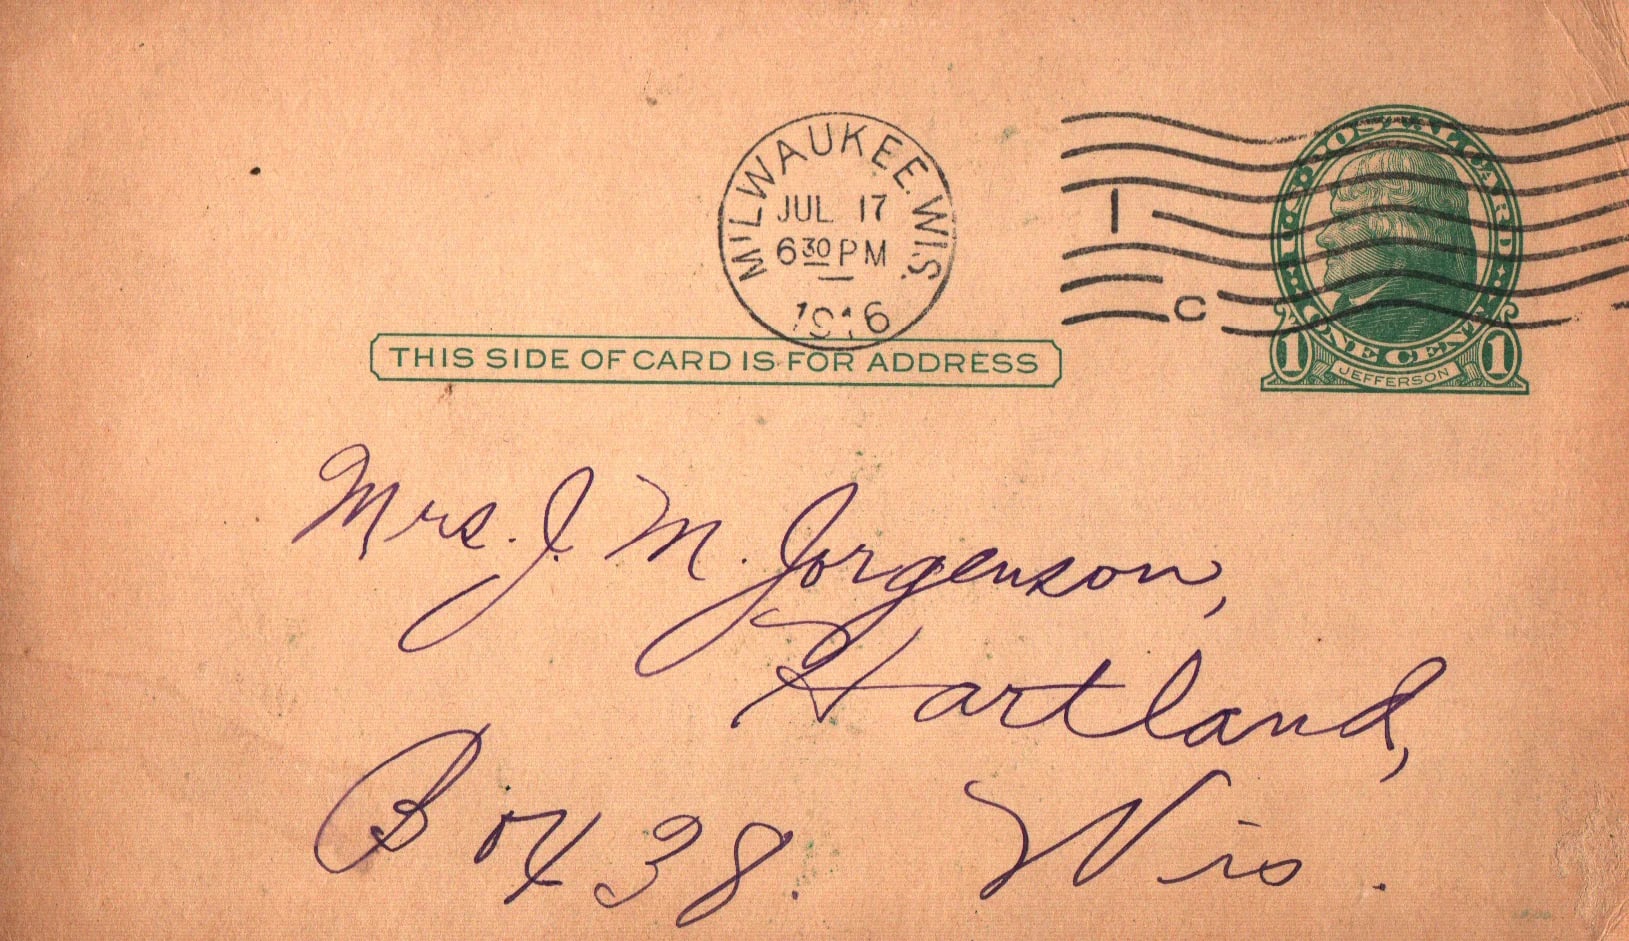 MILWAUKEE. WIS.
JUL 17
6 30 PM
1916
1
C
U·S·POSTAL CARD
ONE CENT
1 JEFFERSON 1
THIS SIDE OF CARD IS FOR ADDRESS
Mrs. J. M. Jorgenson,
Hartland,
Box 38. Wis.